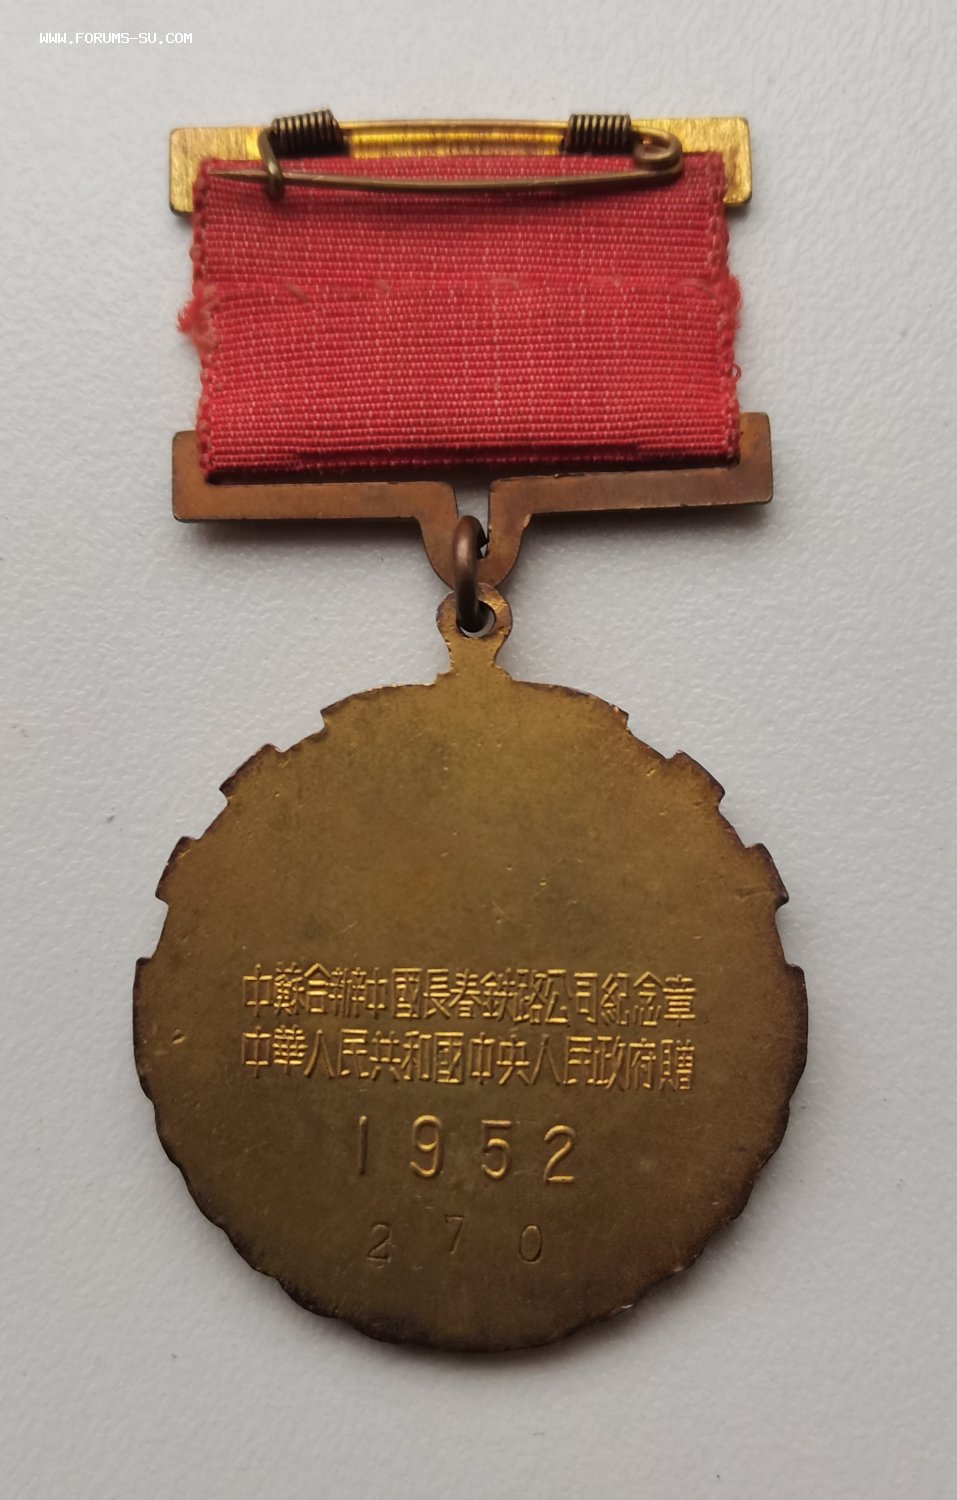 WWW.FORUMS-SU.COM
中蘇合辦中國長春鉄路公司紀念章
中華人民共和國中央人民政府贈
1952
270